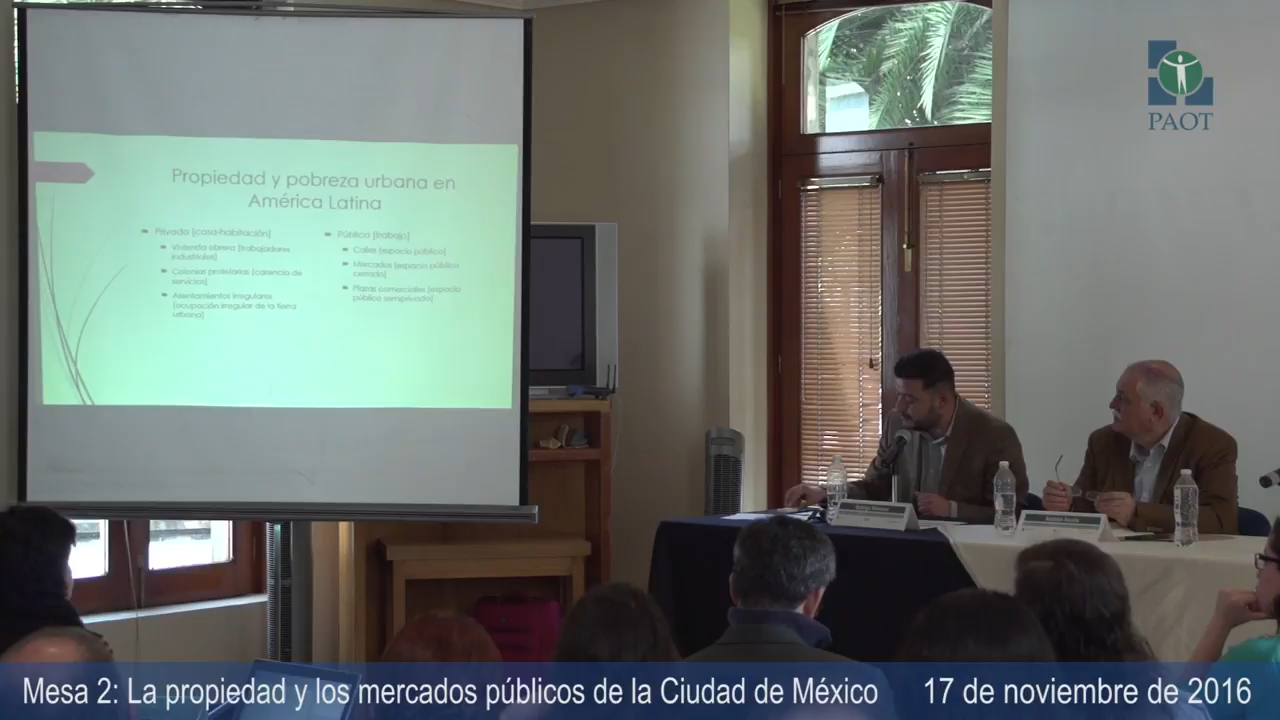 PAOT
Propiedad y pobreza urbana en
América Latina
Privada [casa-habitación]
Vivienda obrera [trabajadores
industriales]
Colonias proletarias [carencia de
servicios]
Asentamientos irregulares
[ocupación irregular de la tierra
urbana]
Pública [trabajo]
Calles [espacio público]
Mercados [espacio público
cerrado]
Plazas comerciales [espacio
público semiprivado]
Mesa 2: La propiedad y los mercados públicos de la Ciudad de México
17 de noviembre de 2016